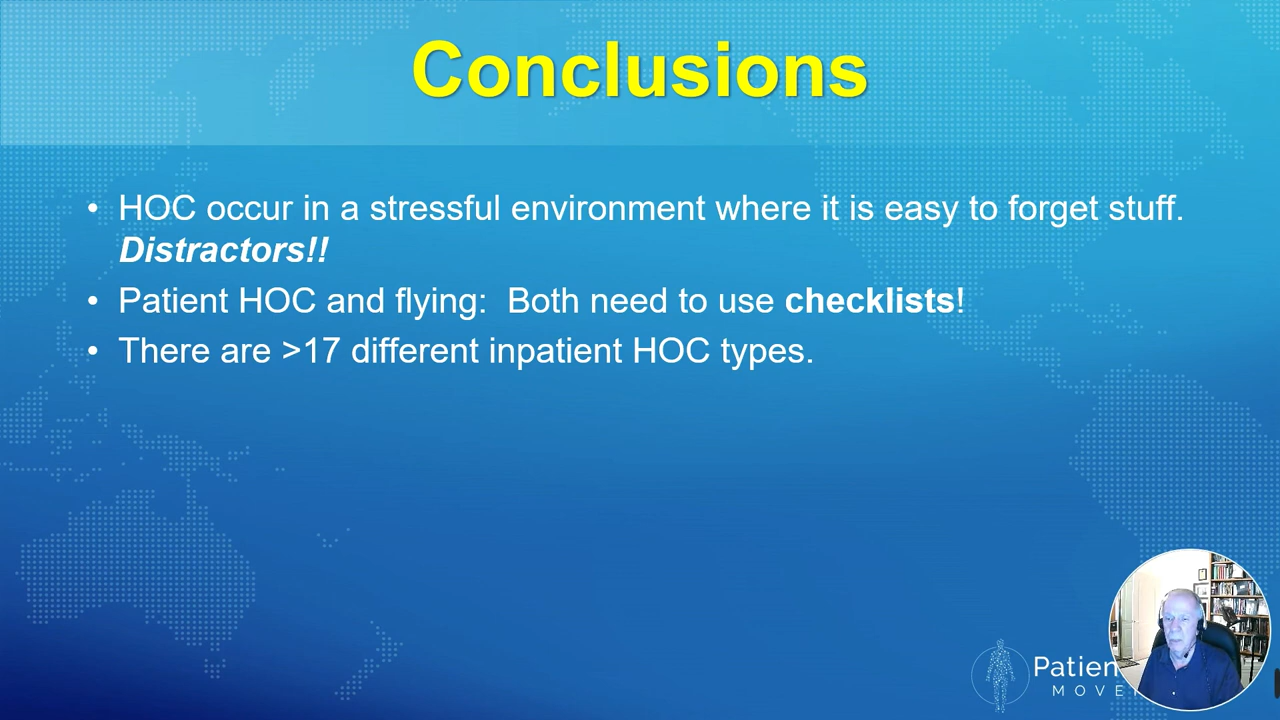 Conclusions
• HOC occur in a stressful environment where it is easy to forget stuff.
Distractors!!
• Patient HOC and flying:  Both need to use checklists!
• There are >17 different inpatient HOC types.